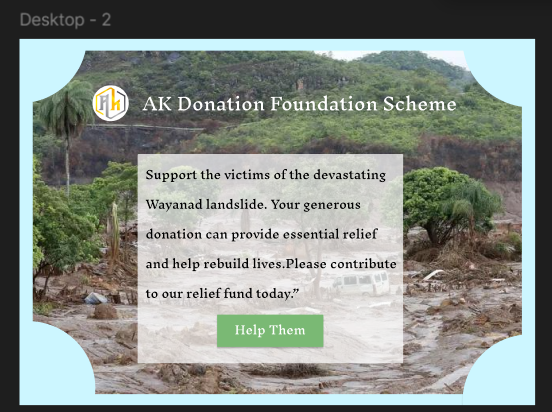 Desktop - 2
AK Donation Foundation Scheme
Support the victims of the devastating
Wayanad landslide. Your generous
donation can provide essential relief
and help rebuild lives.Please contribute
to our relief fund today.”
Help Them